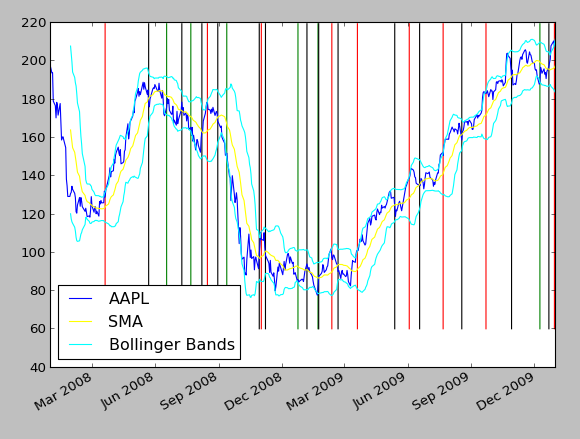 220
200
180
160
140
120
100
80
60
40
AAPL
SMA
Bollinger Bands
Mar 2008
Jun 2008
Sep 2008
Dec 2008
Mar 2009
Jun 2009
Sep 2009
Dec 2009